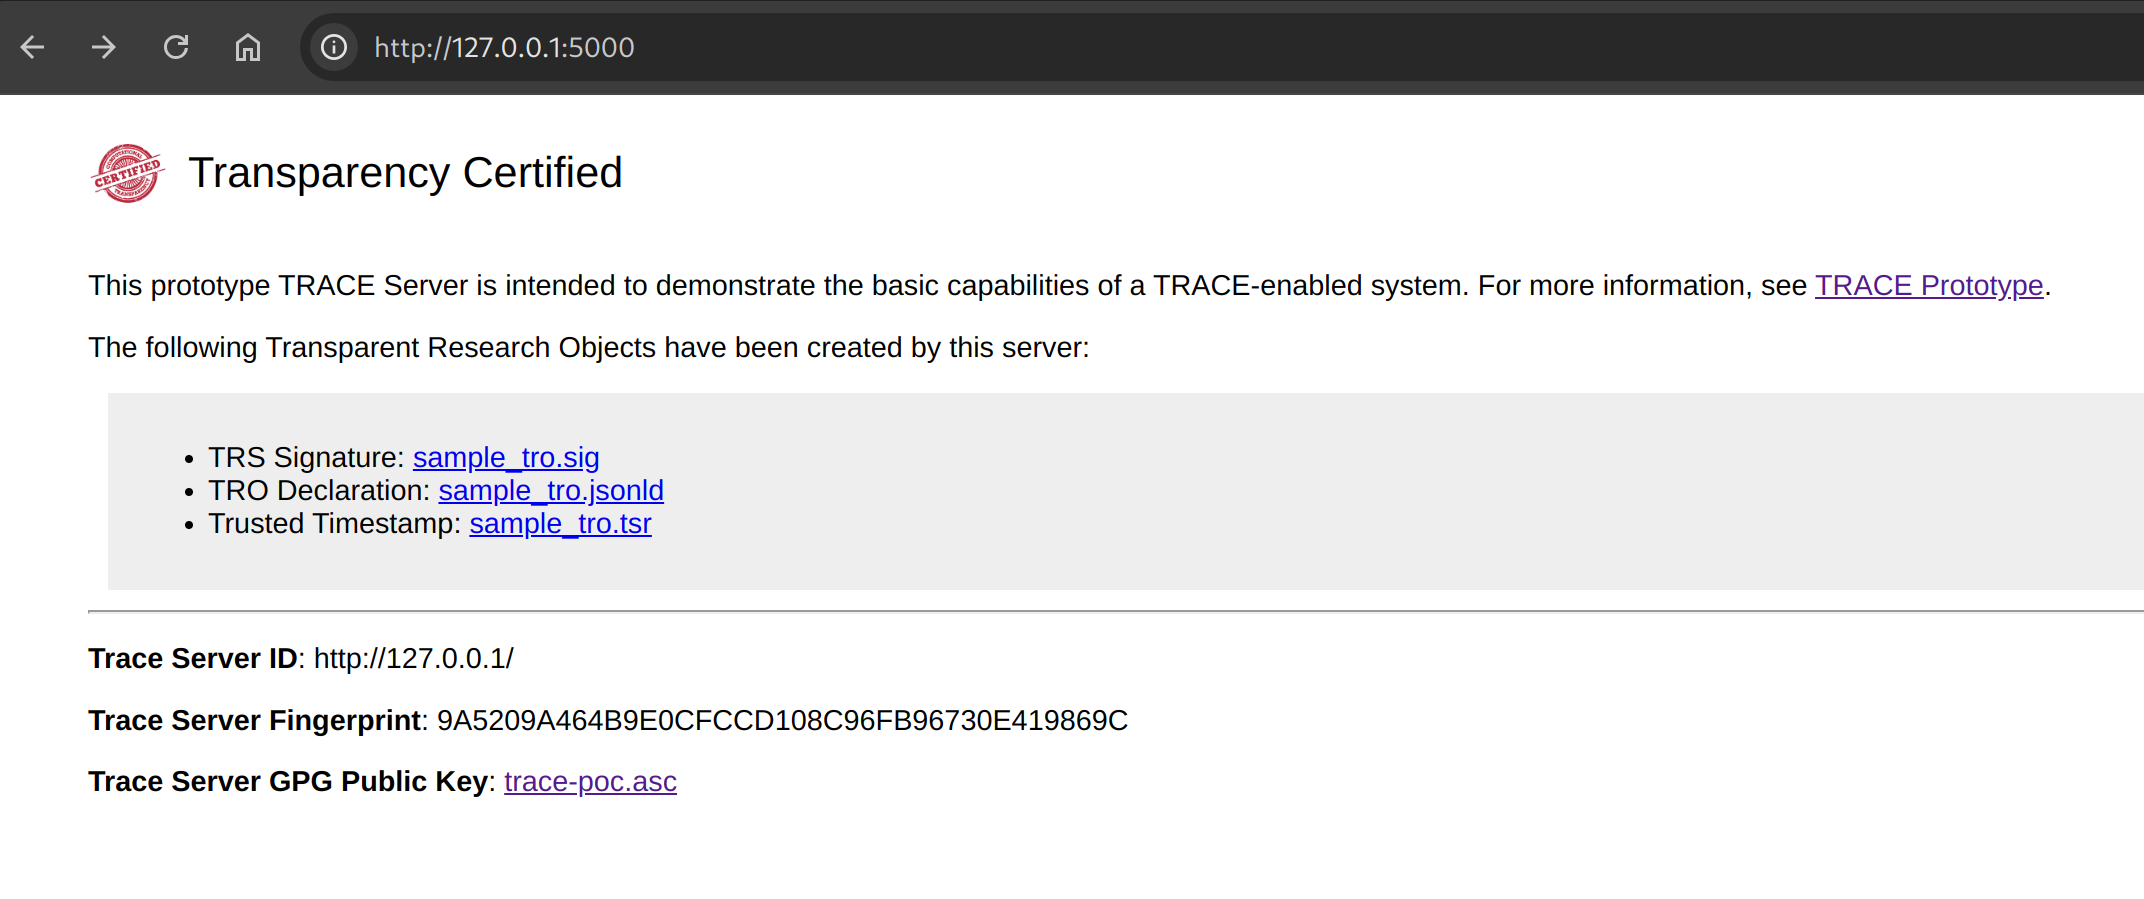 http://127.0.0.1:5000
COMPUTATIONAL
CERTIFIED
TRANSPARENCY
Transparency Certified
This prototype TRACE Server is intended to demonstrate the basic capabilities of a TRACE-enabled system. For more information, see TRACE Prototype.
The following Transparent Research Objects have been created by this server:
• TRS Signature: sample_tro.sig
• TRO Declaration: sample_tro.jsonld
• Trusted Timestamp: sample_tro.tsr
Trace Server ID: http://127.0.0.1/
Trace Server Fingerprint: 9A5209A464B9E0CFCCD108C96FB96730E419869C
Trace Server GPG Public Key: trace-poc.asc